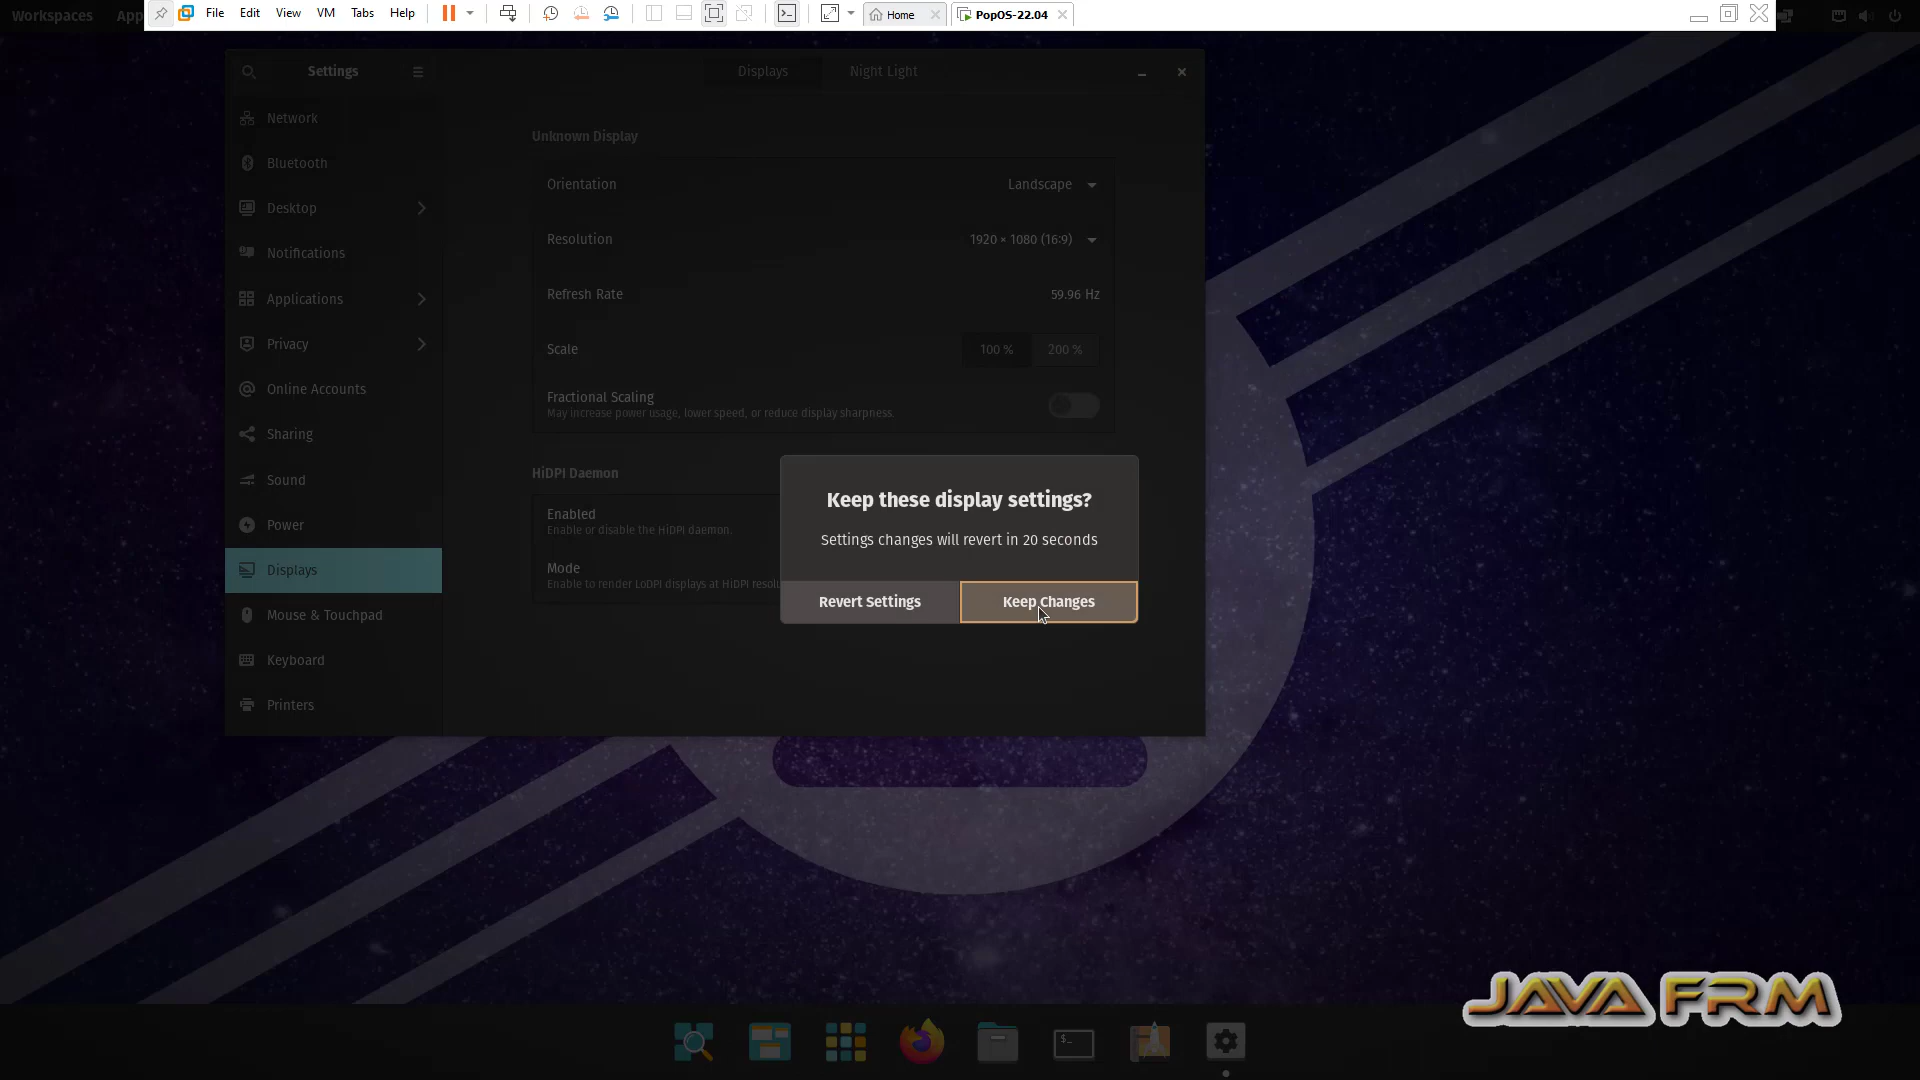 Workspaces App
File Edit View VM Tabs Help Home PopOS-22.04
Settings
Displays Night Light
Network
Bluetooth
Desktop
Notifications
Applications
Privacy
Online Accounts
Sharing
Sound
Power
Displays
Mouse & Touchpad
Keyboard
Printers
Unknown Display
Orientation Landscape
Resolution 1920 × 1080 (16:9)
Refresh Rate 59.96 Hz
Scale 100 % 200 %
Fractional Scaling
May increase power usage, lower speed, or reduce display sharpness.
HiDPI Daemon
Enabled
Enable or disable the HiDPI daemon.
Mode
Enable to render LoDPI displays at HiDPI resolu
Keep these display settings?
Settings changes will revert in 20 seconds
Revert Settings Keep Changes
$_
JAVA FRM